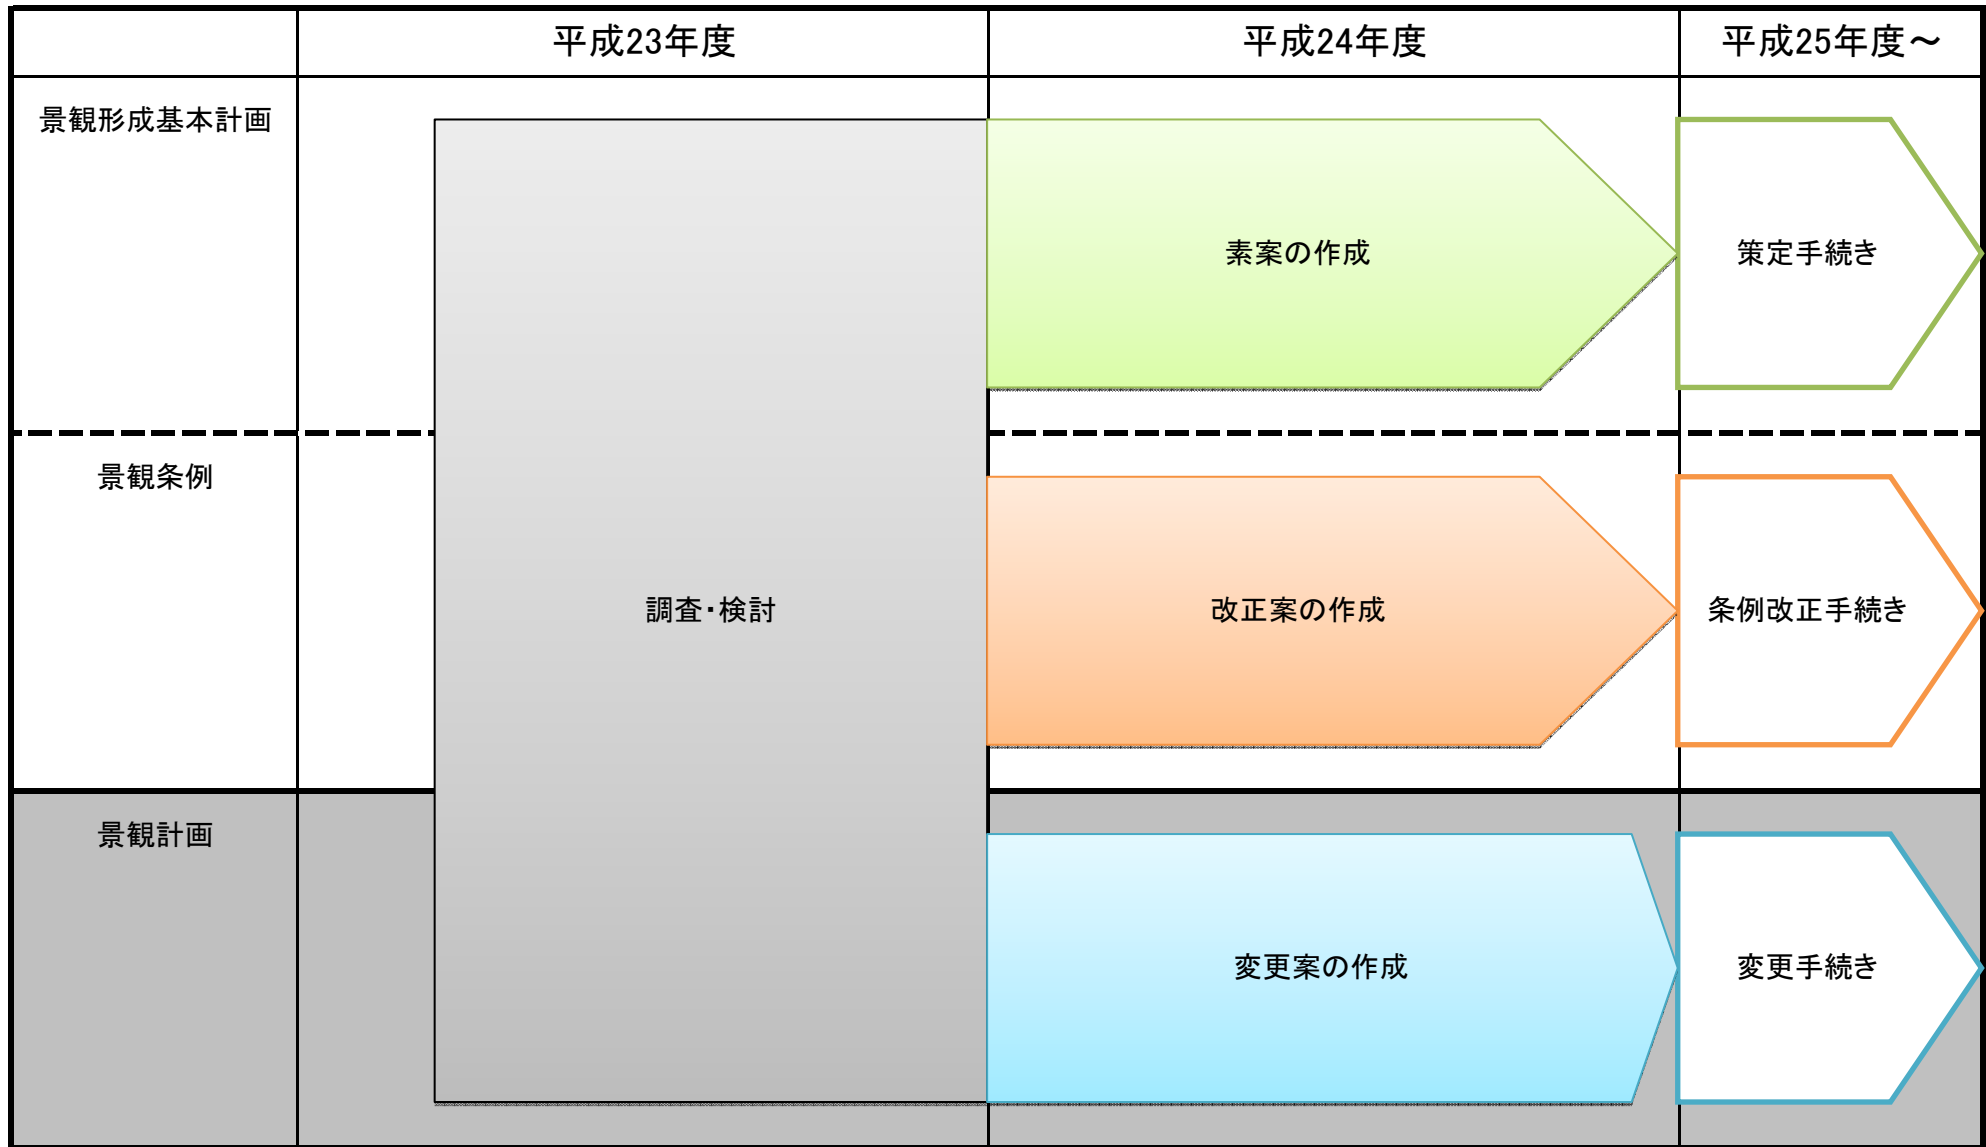 平成23年度
平成24年度
平成25年度～
景観形成基本計画
素案の作成
策定手続き
景観条例
調査・検討
改正案の作成
条例改正手続き
景観計画
変更案の作成
変更手続き